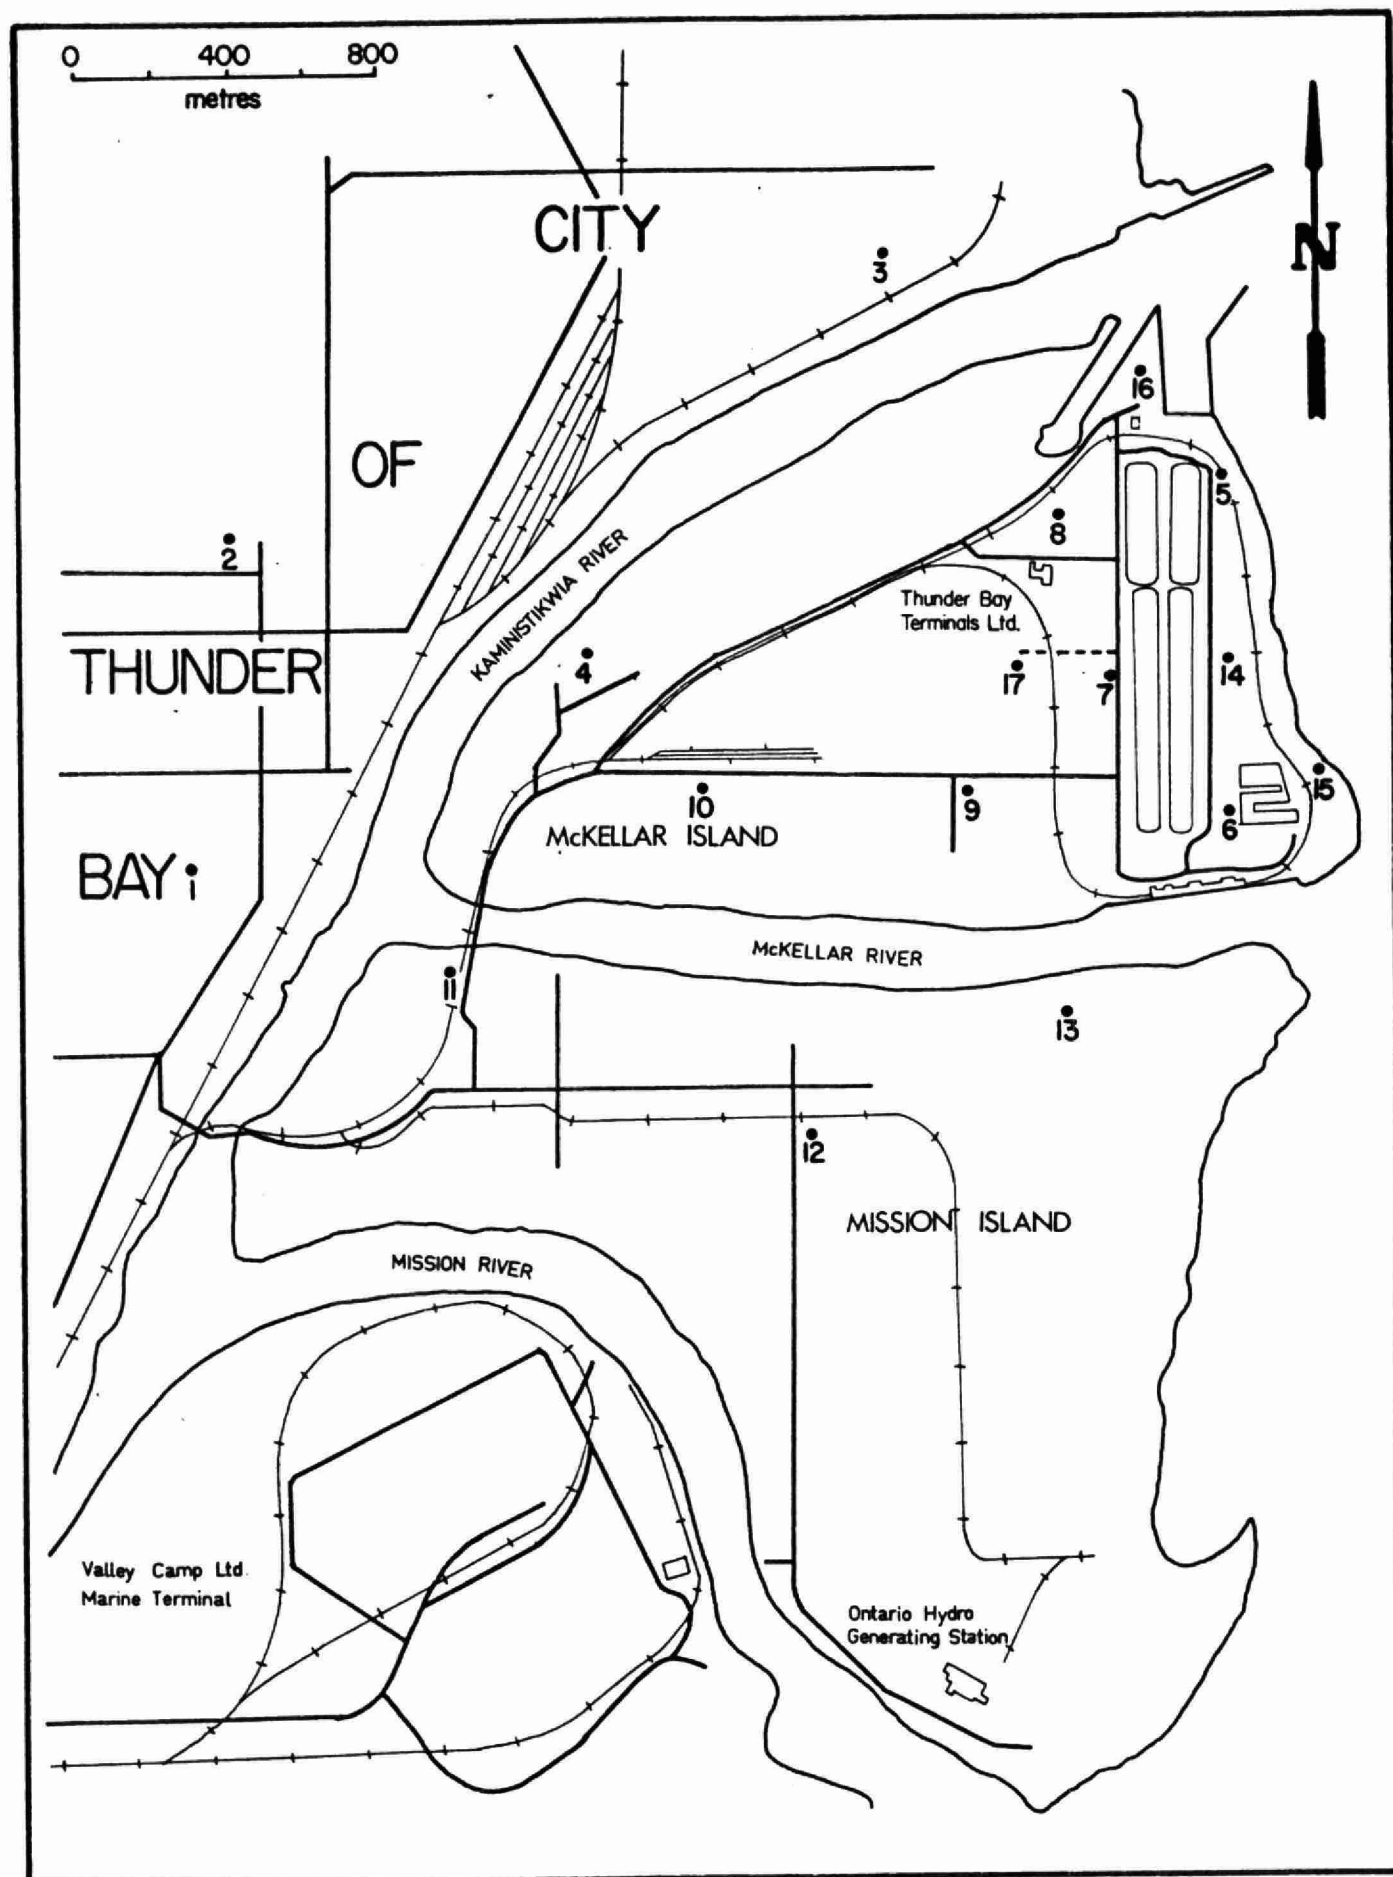 0 400 800
metres
N
CITY
3
16
OF
5
8
2
KAMINISTIKWIA RIVER
Thunder Bay
Terminals Ltd.
4
THUNDER
17
7
14
10
9
15
6
McKELLAR ISLAND
BAY
1
McKELLAR RIVER
11
13
12
MISSION ISLAND
MISSION RIVER
Valley Camp Ltd.
Marine Terminal
Ontario Hydro
Generating Station